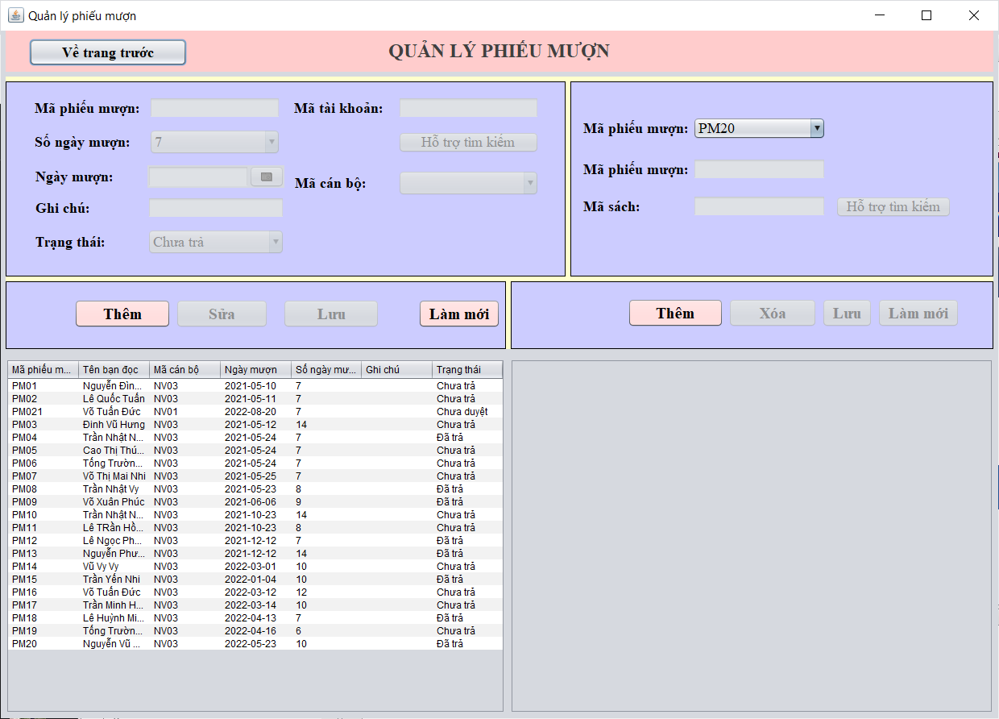 Quản lý phiếu mượn
Về trang trước
QUẢN LÝ PHIẾU MƯỢN
Mã phiếu mượn:
Mã tài khoản:
Số ngày mượn:
7
Hỗ trợ tìm kiếm
Ngày mượn:
Mã cán bộ:
Ghi chú:
Trạng thái:
Chưa trả
Mã phiếu mượn:
PM20
Mã phiếu mượn:
Mã sách:
Hỗ trợ tìm kiếm
Thêm
Sửa
Lưu
Làm mới
Thêm
Xóa
Lưu
Làm mới
Mã phiếu m... Tên bạn đọc Mã cán bộ Ngày mượn Số ngày mư... Ghi chú Trạng thái
PM01 Nguyễn Đìn... NV03 2021-05-10 7 Chưa trả
PM02 Lê Quốc Tuấn NV03 2021-05-11 7 Chưa trả
PM021 Võ Tuấn Đức NV01 2022-08-20 7 Chưa duyệt
PM03 Đinh Vũ Hưng NV03 2021-05-12 14 Chưa trả
PM04 Trần Nhật N... NV03 2021-05-24 7 Đã trả
PM05 Cao Thị Thú... NV03 2021-05-24 7 Chưa trả
PM06 Tống Trườn... NV03 2021-05-24 7 Chưa trả
PM07 Võ Thị Mai Nhi NV03 2021-05-25 7 Chưa trả
PM08 Trần Nhật Vy NV03 2021-05-23 8 Đã trả
PM09 Võ Xuân Phúc NV03 2021-06-06 9 Đã trả
PM10 Trần Nhật N... NV03 2021-10-23 14 Chưa trả
PM11 Lê TRần Hồ... NV03 2021-10-23 8 Chưa trả
PM12 Lê Ngọc Ph... NV03 2021-12-12 7 Đã trả
PM13 Nguyễn Phư... NV03 2021-12-12 14 Đã trả
PM14 Vũ Vy Vy NV03 2022-03-01 10 Chưa trả
PM15 Trần Yến Nhi NV03 2022-01-04 10 Đã trả
PM16 Võ Tuấn Đức NV03 2022-03-12 12 Chưa trả
PM17 Trần Minh H... NV03 2022-03-14 10 Chưa trả
PM18 Lê Huỳnh Mi... NV03 2022-04-13 7 Đã trả
PM19 Tống Trườn... NV03 2022-04-16 6 Chưa trả
PM20 Nguyễn Vũ ... NV03 2022-05-23 10 Đã trả